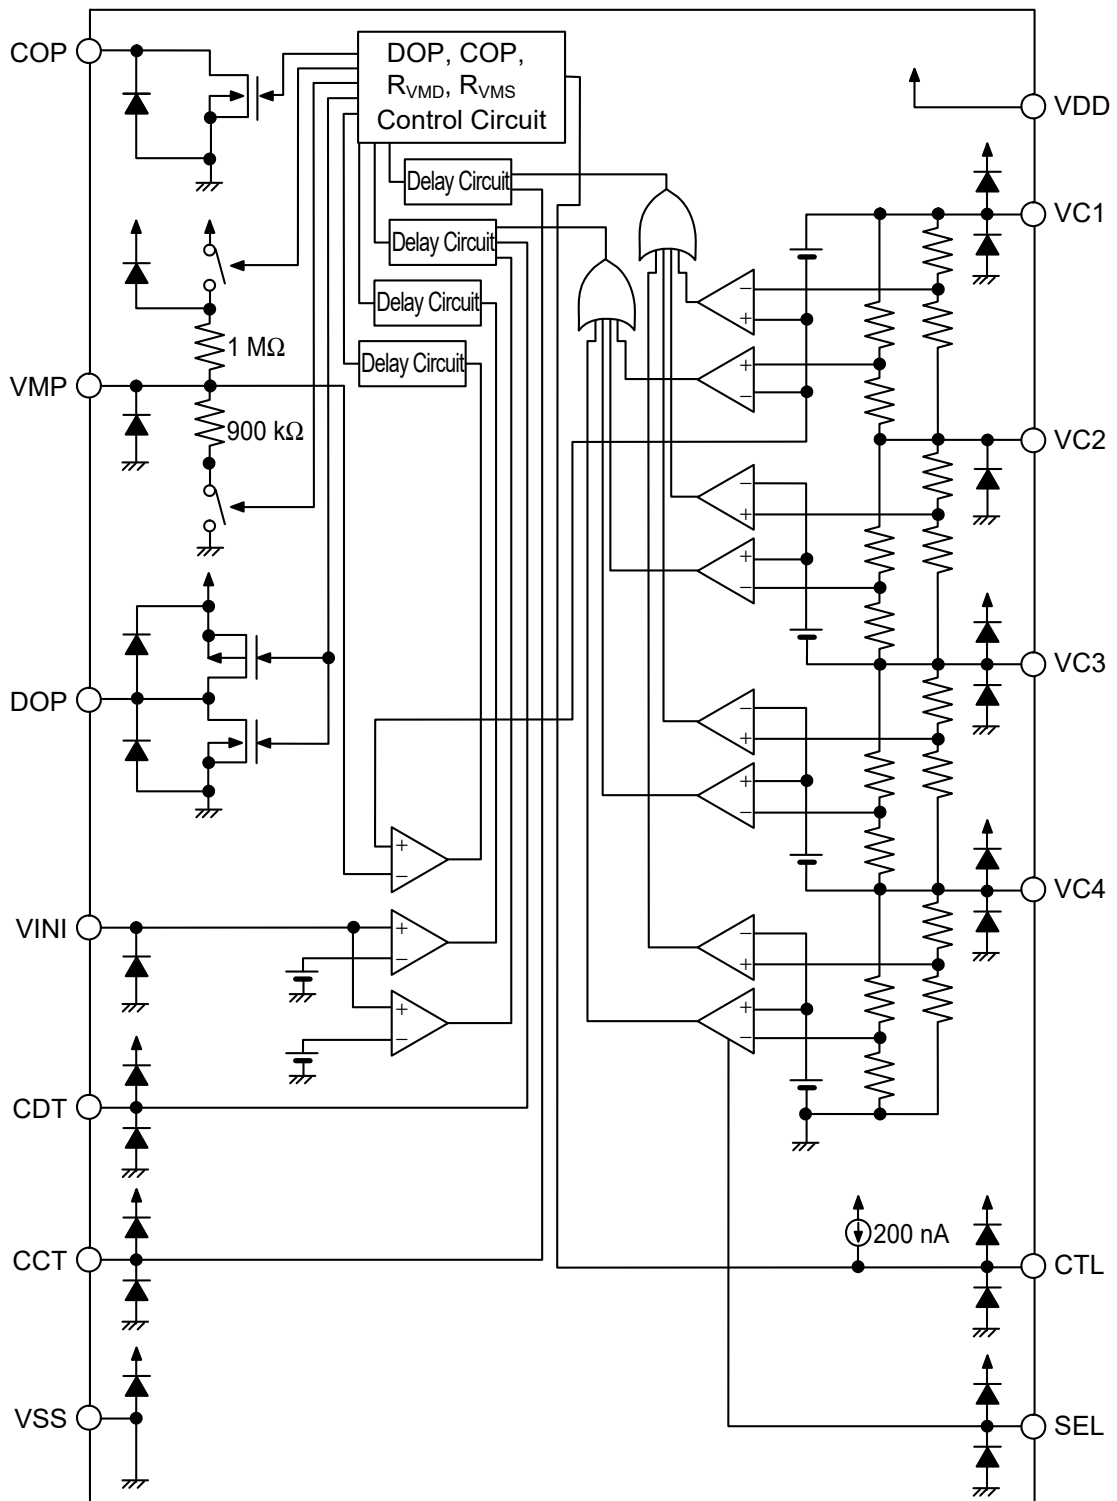 COP
DOP, COP,
RVMD, RVMS
Control Circuit
VDD
Delay Circuit
VC1
Delay Circuit
−
Delay Circuit
+
1 MΩ
Delay Circuit
+
VMP
−
900 kΩ
VC2
−
+
+
−
VC3
DOP
−
+
+
−
+
−
VC4
VINI
+
−
−
+
+
−
+
−
CDT
200 nA
CCT
CTL
VSS
SEL